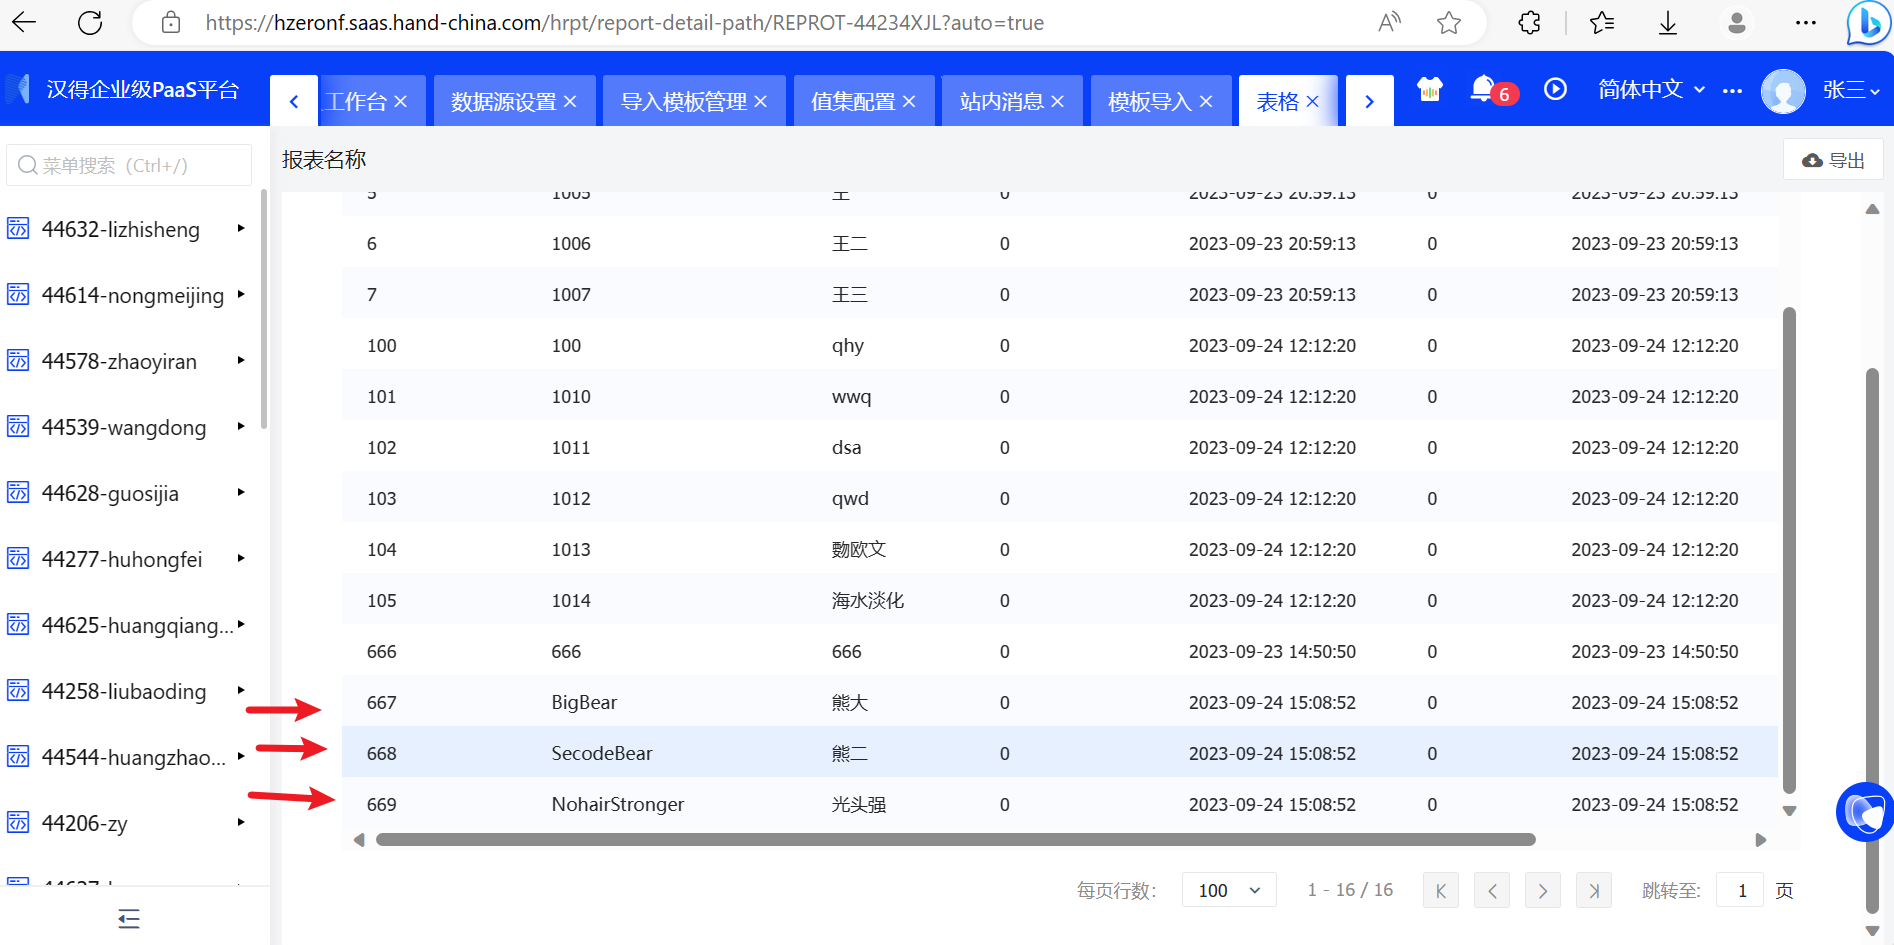 https://hzeronf.saas.hand-china.com/hrpt/report-detail-path/REPROT-44234XJL?auto=true
汉得企业级PaaS平台
工作台
数据源设置
导入模板管理
值集配置
站内消息
模板导入
表格
6
简体中文
张三
菜单搜索（Ctrl+/）
44632-lizhisheng
44614-nongmeijing
44578-zhaoyiran
44539-wangdong
44628-guosijia
44277-huhongfei
44625-huangqiang...
44258-liubaoding
44544-huangzhao...
44206-zy
报表名称
导出
5 1005 王一 0 2023-09-23 20:59:13 0 2023-09-23 20:59:13
6 1006 王二 0 2023-09-23 20:59:13 0 2023-09-23 20:59:13
7 1007 王三 0 2023-09-23 20:59:13 0 2023-09-23 20:59:13
100 100 qhy 0 2023-09-24 12:12:20 0 2023-09-24 12:12:20
101 1010 wwq 0 2023-09-24 12:12:20 0 2023-09-24 12:12:20
102 1011 dsa 0 2023-09-24 12:12:20 0 2023-09-24 12:12:20
103 1012 qwd 0 2023-09-24 12:12:20 0 2023-09-24 12:12:20
104 1013 欧文 0 2023-09-24 12:12:20 0 2023-09-24 12:12:20
105 1014 海水淡化 0 2023-09-24 12:12:20 0 2023-09-24 12:12:20
666 666 666 0 2023-09-23 14:50:50 0 2023-09-23 14:50:50
667 BigBear 熊大 0 2023-09-24 15:08:52 0 2023-09-24 15:08:52
668 SecodeBear 熊二 0 2023-09-24 15:08:52 0 2023-09-24 15:08:52
669 NohairStronger 光头强 0 2023-09-24 15:08:52 0 2023-09-24 15:08:52
每页行数: 100 1 - 16 / 16 跳转至: 1 页